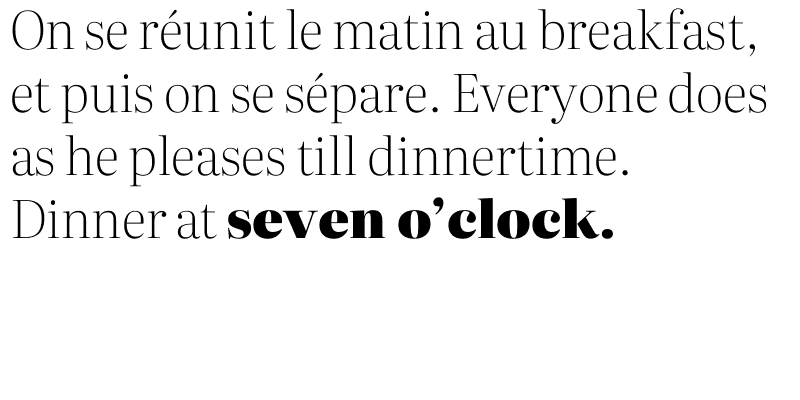 On se réunit le matin au breakfast,
et puis on se sépare. Everyone does
as he pleases till dinnertime.
Dinner at seven o’clock.